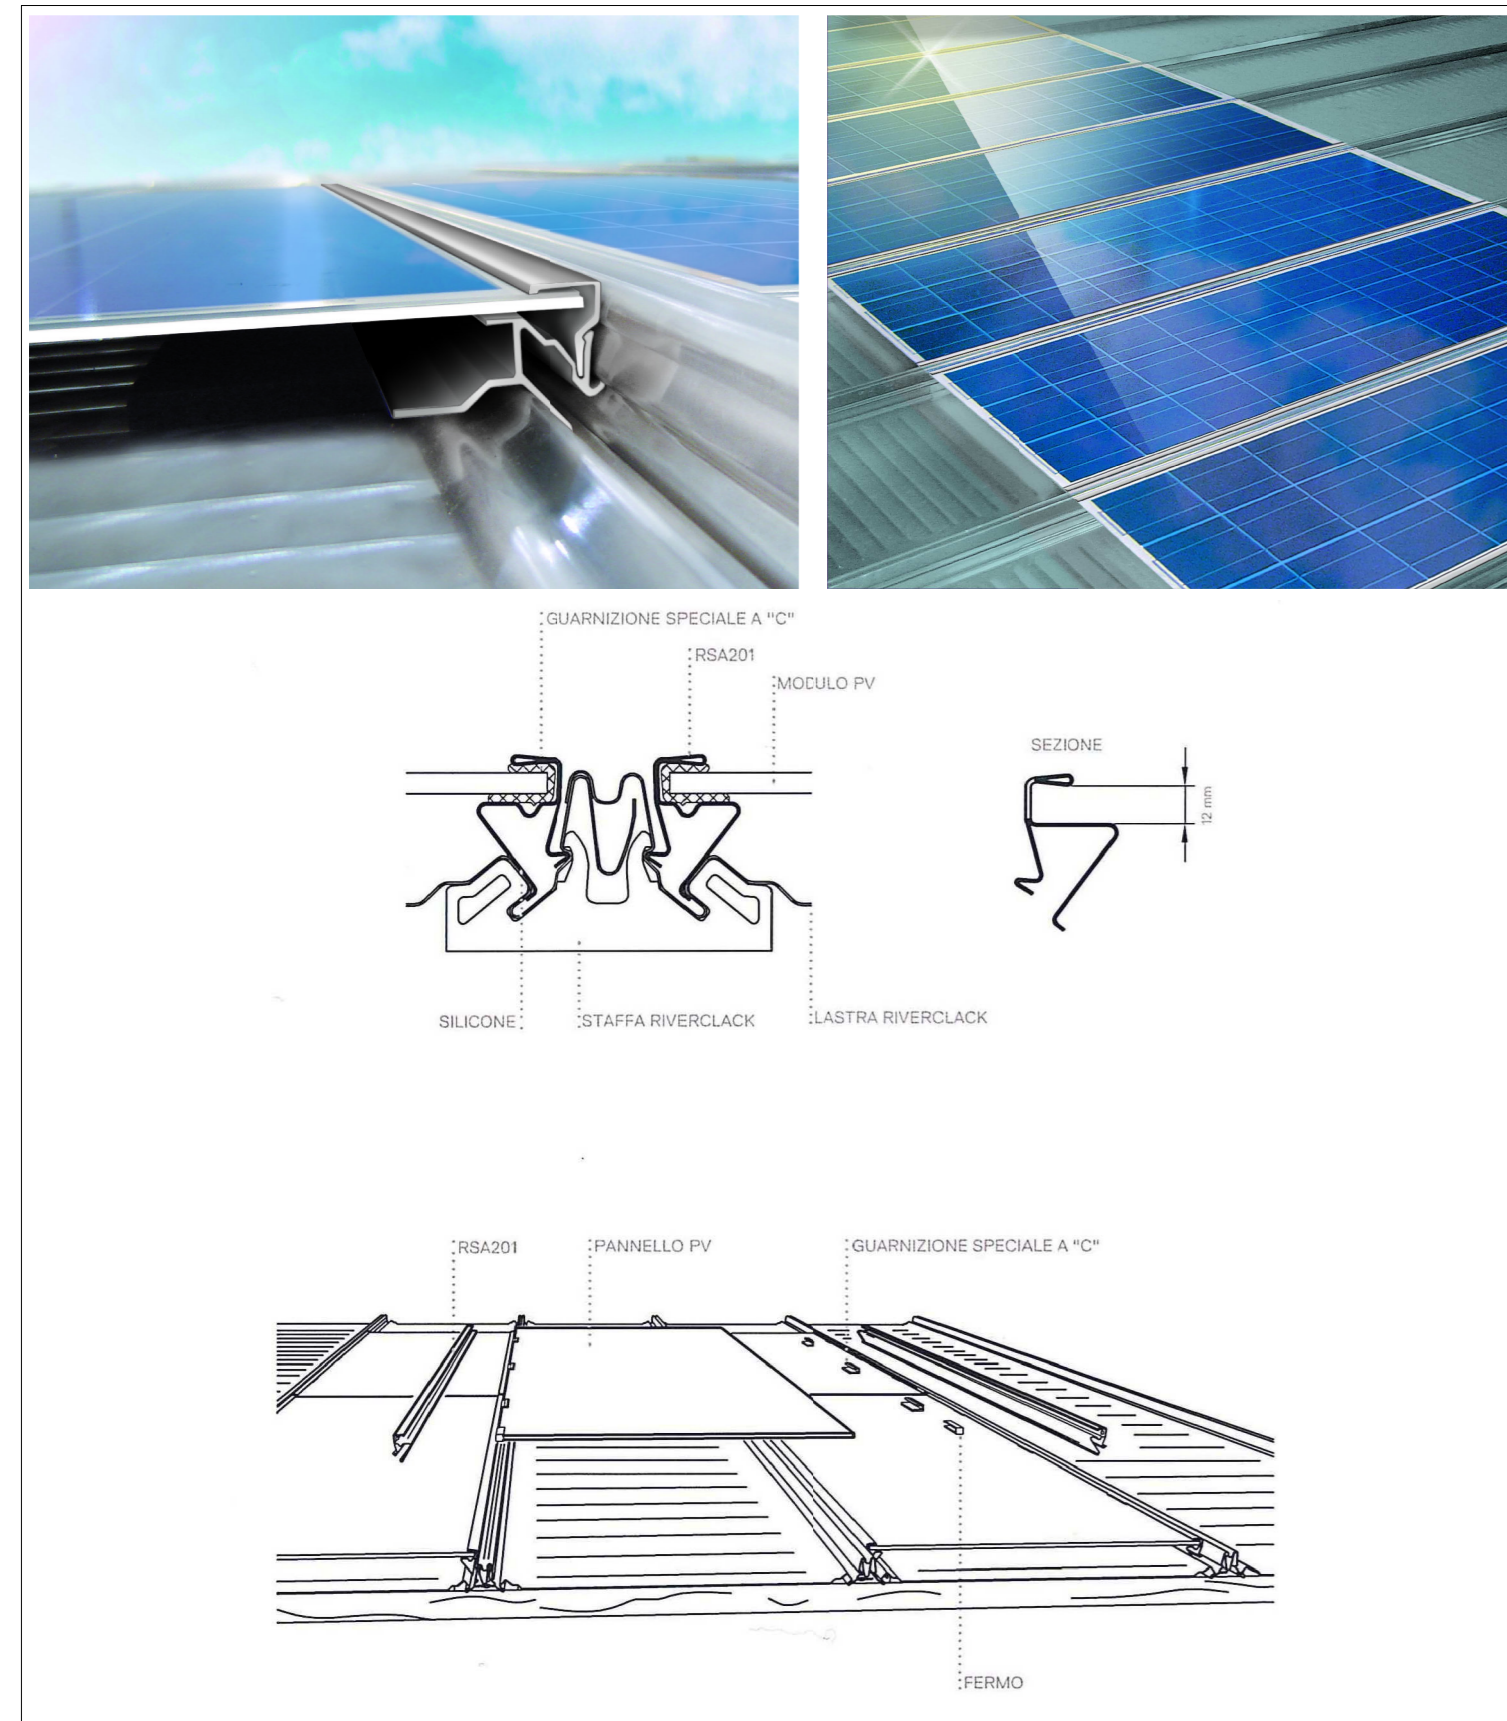 GUARNIZIONE SPECIALE A "C"
RSA201
MODULO PV
SEZIONE
12 mm
SILICONE
STAFFA RIVERCLACK
LASTRA RIVERCLACK
RSA201
PANNELLO PV
GUARNIZIONE SPECIALE A "C"
FERMO